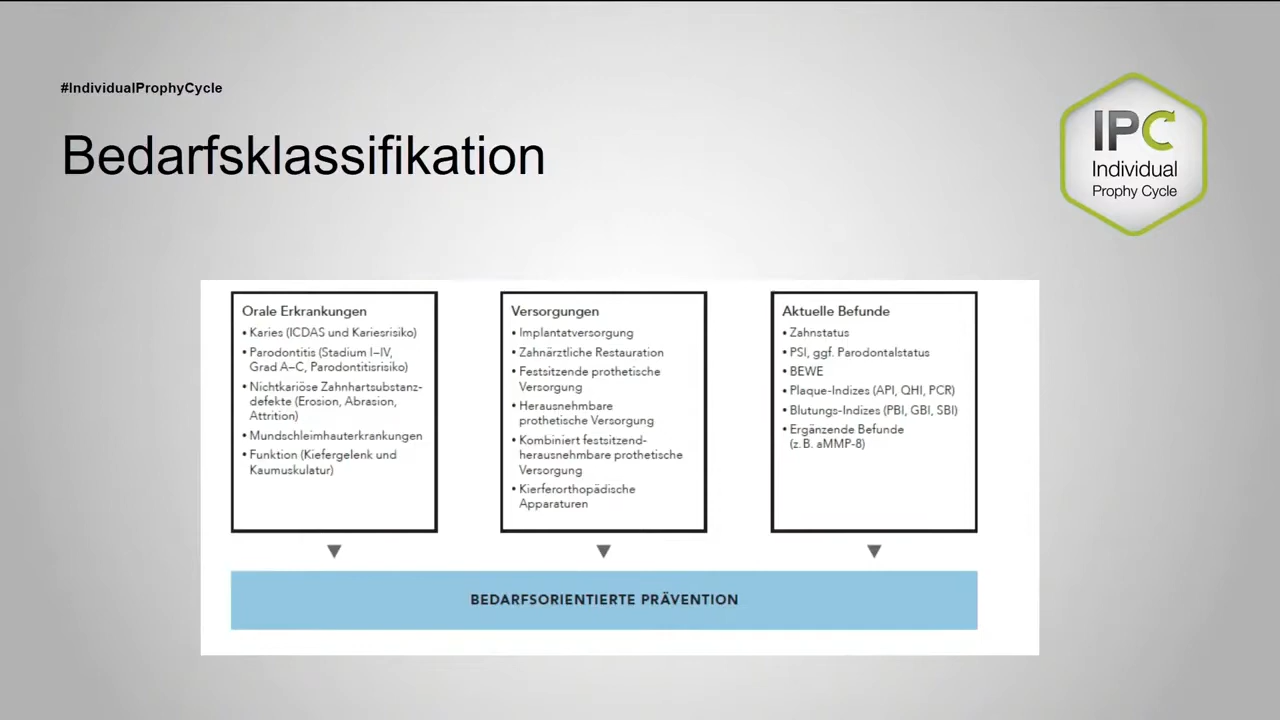 #IndividualProphyCycle
Bedarfsklassifikation
IPC
Individual
Prophy Cycle
Orale Erkrankungen
• Karies (ICDAS und Kariesrisiko)
• Parodontitis (Stadium I–IV,
Grad A–C, Parodontitisrisiko)
• Nichtkariöse Zahnhartsubstanz-
defekte (Erosion, Abrasion,
Attrition)
• Mundschleimhauterkrankungen
• Funktion (Kiefergelenk und
Kaumuskulatur)
Versorgungen
• Implantatversorgung
• Zahnärztliche Restauration
• Festsitzende prothetische
Versorgung
• Herausnehmbare
prothetische Versorgung
• Kombiniert festsitzend-
herausnehmbare prothetische
Versorgung
• Kierferorthopädische
Apparaturen
Aktuelle Befunde
• Zahnstatus
• PSI, ggf. Parodontalstatus
• BEWE
• Plaque-Indizes (API, QHI, PCR)
• Blutungs-Indizes (PBI, GBI, SBI)
• Ergänzende Befunde
(z. B. aMMP-8)
BEDARFSORIENTIERTE PRÄVENTION